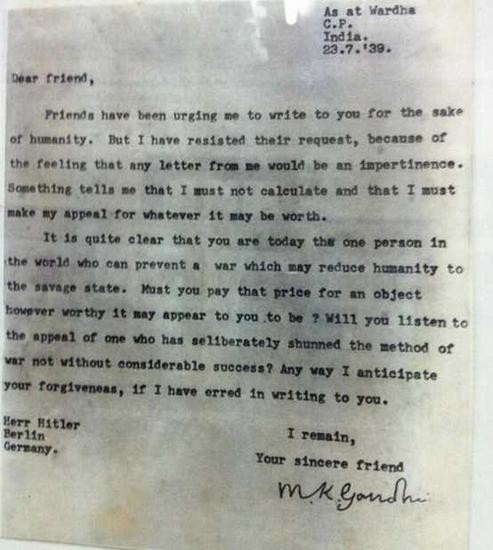 As at Wardha
C.P.
India.
23.7.'39.
Dear friend,
Friends have been urging me to write to you for the sake
of humanity. But I have resisted their request, because of
the feeling that any letter from me would be an impertinence.
Something tells me that I must not calculate and that I must
make my appeal for whatever it may be worth.
It is quite clear that you are today the one person in
the world who can prevent a war which may reduce humanity to
the savage state. Must you pay that price for an object
however worthy it may appear to you to be ? Will you listen to
the appeal of one who has seliberately shunned the method of
war not without considerable success? Any way I anticipate
your forgiveness, if I have erred in writing to you.
Herr Hitler
Berlin
Germany.
I remain,
Your sincere friend
M.K.Gandhi